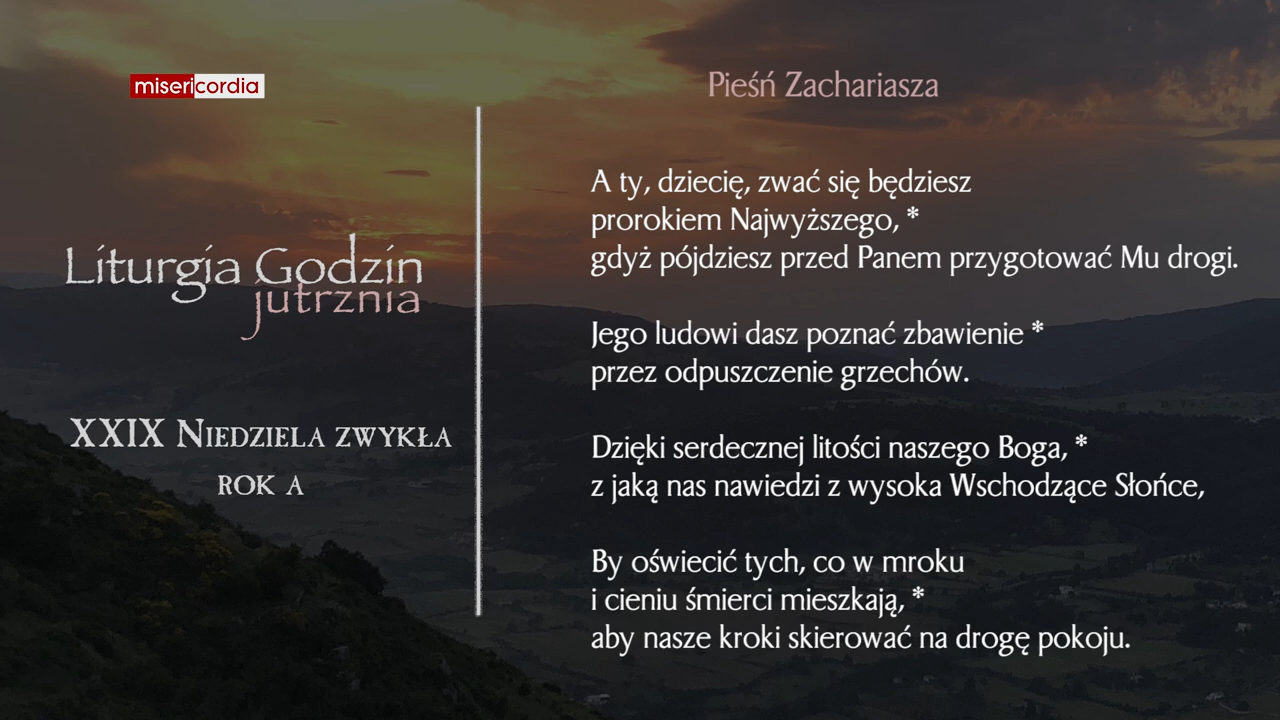 misericordia
Liturgia Godzin
jutrznia
XXIX Niedziela zwykła
rok A
Pieśń Zachariasza
A ty, dziecię, zwać się będziesz
prorokiem Najwyższego, *
gdyż pójdziesz przed Panem przygotować Mu drogi.
Jego ludowi dasz poznać zbawienie *
przez odpuszczenie grzechów.
Dzięki serdecznej litości naszego Boga, *
z jaką nas nawiedzi z wysoka Wschodzące Słońce,
By oświecić tych, co w mroku
i cieniu śmierci mieszkają, *
aby nasze kroki skierować na drogę pokoju.